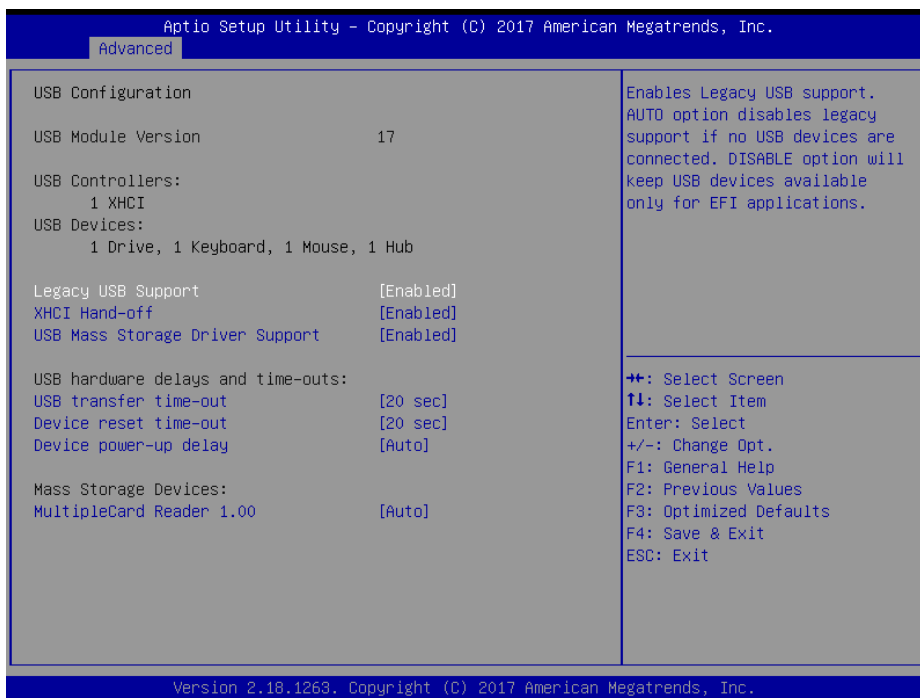 Aptio Setup Utility – Copyright (C) 2017 American Megatrends, Inc.
Advanced
USB Configuration
USB Module Version 17
USB Controllers:
1 XHCI
USB Devices:
1 Drive, 1 Keyboard, 1 Mouse, 1 Hub
Legacy USB Support [Enabled]
XHCI Hand-off [Enabled]
USB Mass Storage Driver Support [Enabled]
USB hardware delays and time-outs:
USB transfer time-out [20 sec]
Device reset time-out [20 sec]
Device power-up delay [Auto]
Mass Storage Devices:
MultipleCard Reader 1.00 [Auto]
Enables Legacy USB support.
AUTO option disables legacy
support if no USB devices are
connected. DISABLE option will
keep USB devices available
only for EFI applications.
→←: Select Screen
↑↓: Select Item
Enter: Select
+/-: Change Opt.
F1: General Help
F2: Previous Values
F3: Optimized Defaults
F4: Save & Exit
ESC: Exit
Version 2.18.1263. Copyright (C) 2017 American Megatrends, Inc.